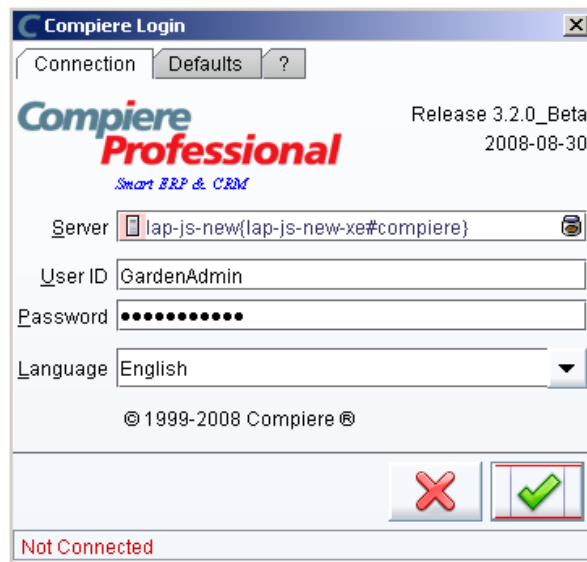 Compiere Login
Connection Defaults ?
Compiere
Professional
Smart ERP & CRM
Release 3.2.0_Beta
2008-08-30
Server lap-js-new{lap-js-new-xe#compiere}
User ID GardenAdmin
Password •••••••••••
Language English
© 1999-2008 Compiere ®
Not Connected